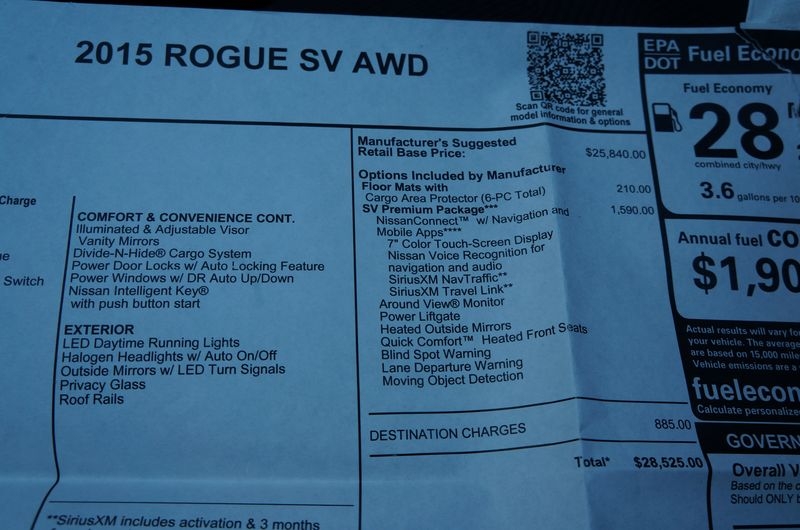 2015 ROGUE SV AWD
Scan QR code for general
model information & options
Charge
Switch
COMFORT & CONVENIENCE CONT.
Illuminated & Adjustable Visor
Vanity Mirrors
Divide-N-Hide® Cargo System
Power Door Locks w/ Auto Locking Feature
Power Windows w/ DR Auto Up/Down
Nissan Intelligent Key®
with push button start
EXTERIOR
LED Daytime Running Lights
Halogen Headlights w/ Auto On/Off
Outside Mirrors w/ LED Turn Signals
Privacy Glass
Roof Rails
**SiriusXM includes activation & 3 months
Manufacturer's Suggested
Retail Base Price: $25,840.00
Options Included by Manufacturer
Floor Mats with 210.00
Cargo Area Protector (6-PC Total)
SV Premium Package*** 1,590.00
NissanConnect™ w/ Navigation and
Mobile Apps****
7" Color Touch-Screen Display
Nissan Voice Recognition for
navigation and audio
SiriusXM NavTraffic**
SiriusXM Travel Link**
Around View® Monitor
Power Liftgate
Heated Outside Mirrors
Quick Comfort™ Heated Front Seats
Blind Spot Warning
Lane Departure Warning
Moving Object Detection
DESTINATION CHARGES 885.00
Total* $28,525.00
EPA
DOT Fuel Econo
Fuel Economy
28
combined city/hwy
3.6 gallons per 10
Annual fuel CO
$1,90
Actual results will vary for
your vehicle. The average
are based on 15,000 mile
Vehicle emissions are a
fuelecon
Calculate personalize
GOVERN
Overall V
Based on the c
Should ONLY b